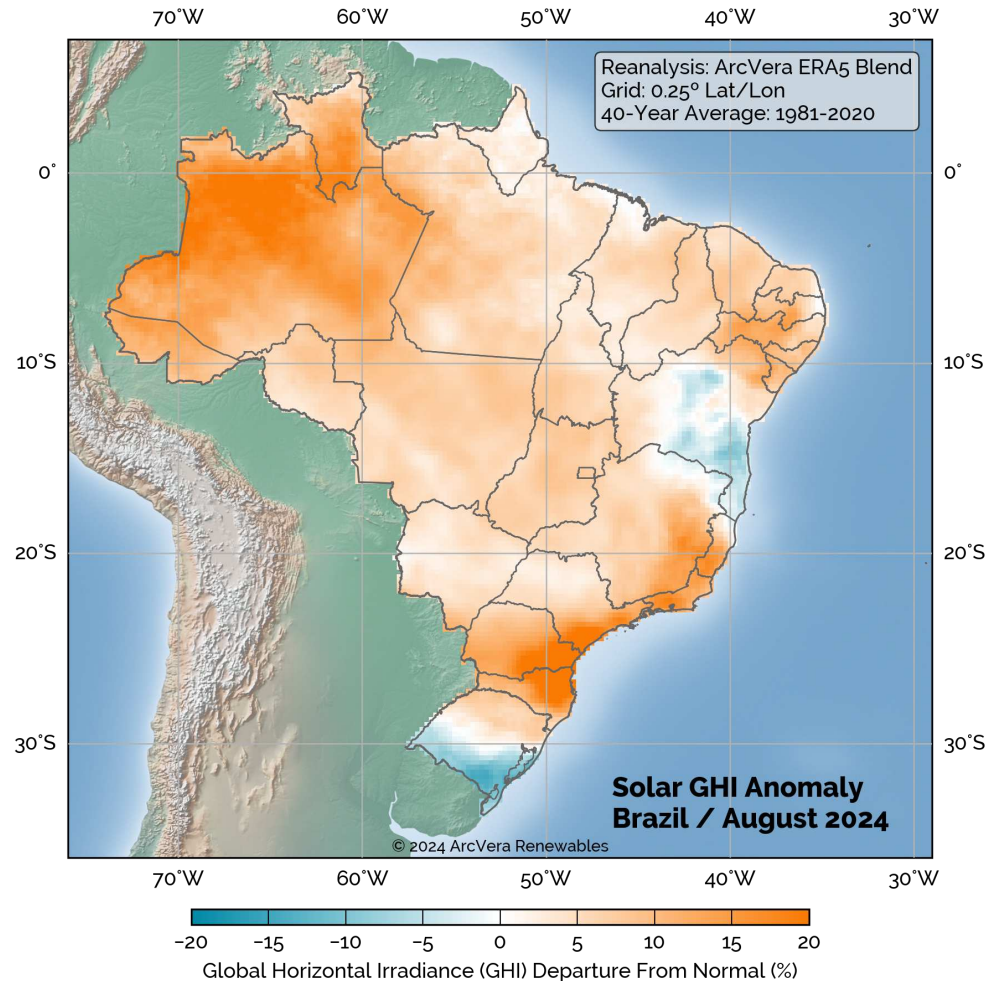 70°W 60°W 50°W 40°W 30°W
Reanalysis: ArcVera ERA5 Blend
Grid: 0.25º Lat/Lon
40-Year Average: 1981-2020
0° 0°
10°S 10°S
20°S 20°S
30°S 30°S
Solar GHI Anomaly
Brazil / August 2024
© 2024 ArcVera Renewables
70°W 60°W 50°W 40°W 30°W
−20 −15 −10 −5 0 5 10 15 20
Global Horizontal Irradiance (GHI) Departure From Normal (%)